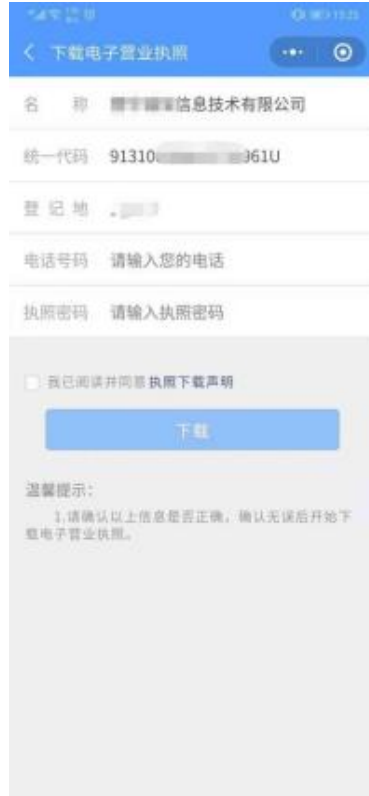 下载电子营业执照
名 称 信息技术有限公司
统一代码 91310 961U
登 记 地
电话号码 请输入您的电话
执照密码 请输入执照密码
我已阅读并同意执照下载声明
下载
温馨提示:
1.请确认以上信息是否正确，确认无误后开始下
载电子营业执照。